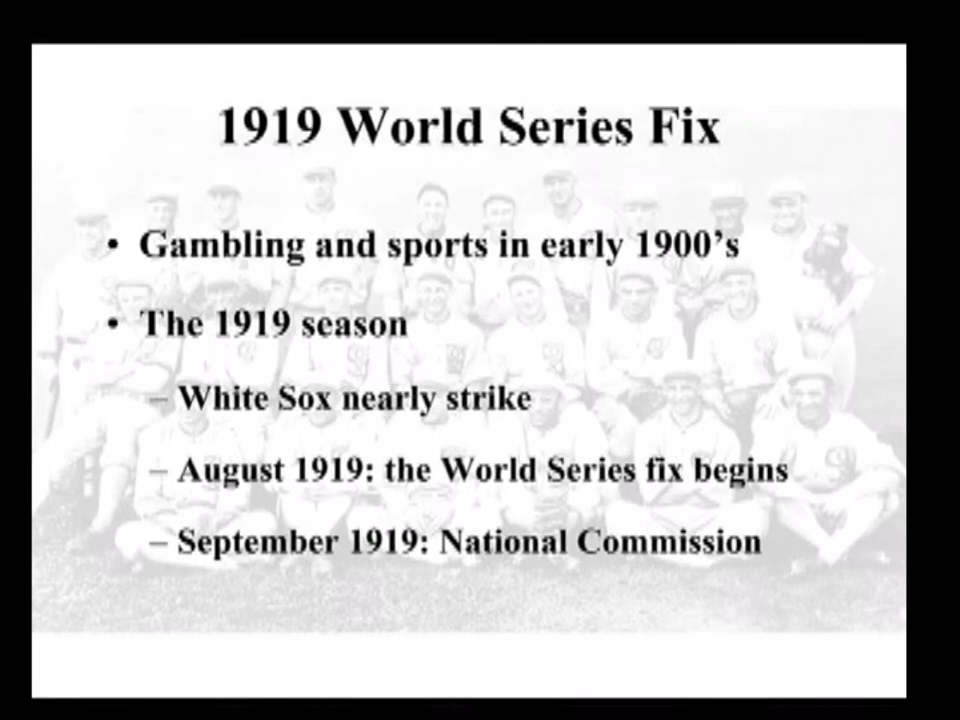 1919 World Series Fix
• Gambling and sports in early 1900's
• The 1919 season
– White Sox nearly strike
– August 1919: the World Series fix begins
– September 1919: National Commission